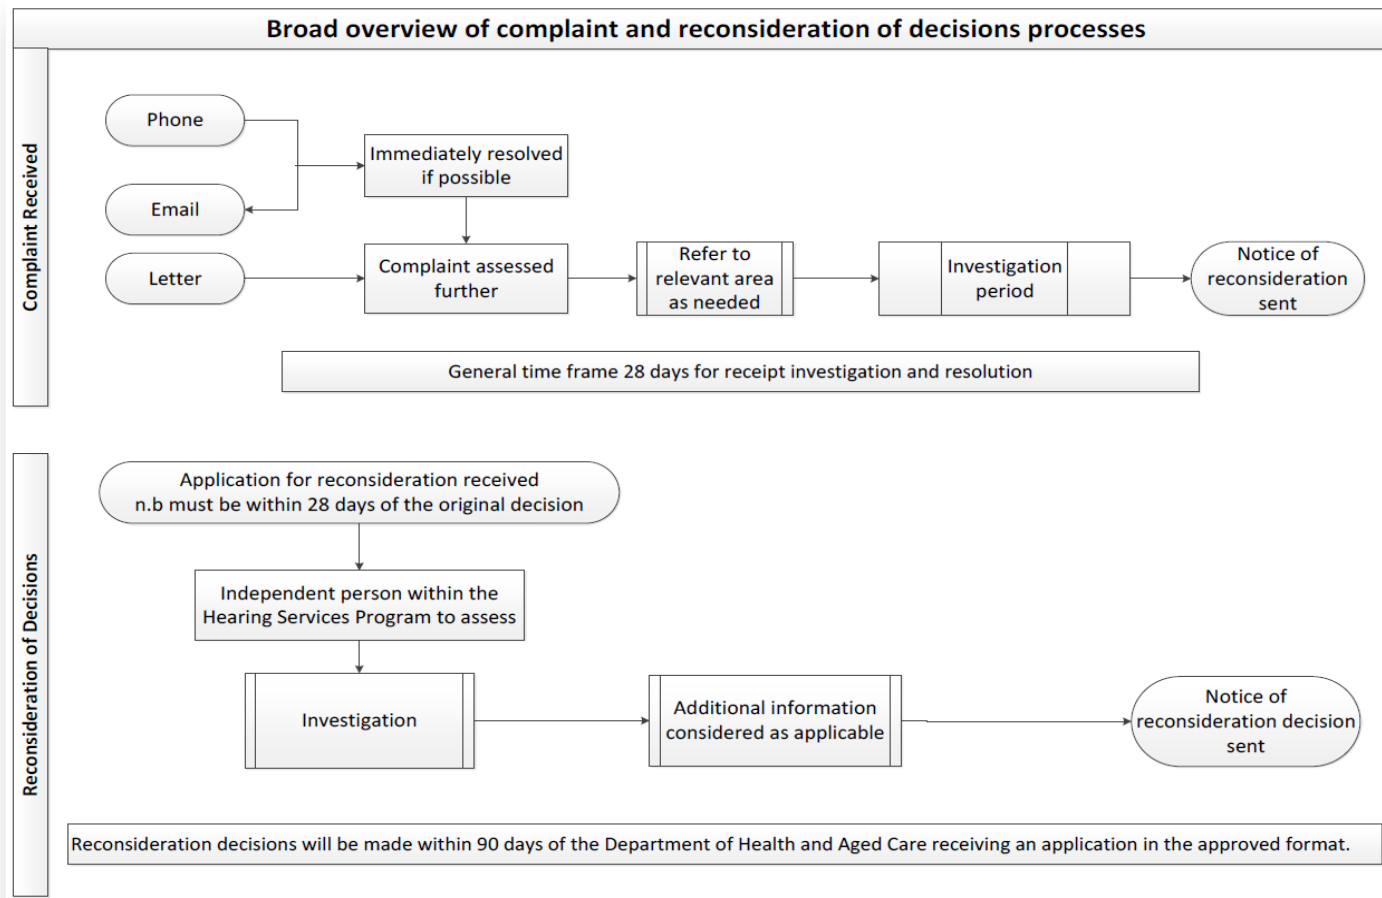 Broad overview of complaint and reconsideration of decisions processes
Complaint Received
Phone
Immediately resolved
if possible
Email
Letter
Complaint assessed
further
Refer to
relevant area
as needed
Investigation
period
Notice of
reconsideration
sent
General time frame 28 days for receipt investigation and resolution
Reconsideration of Decisions
Application for reconsideration received
n.b must be within 28 days of the original decision
Independent person within the
Hearing Services Program to assess
Investigation
Additional information
considered as applicable
Notice of
reconsideration decision
sent
Reconsideration decisions will be made within 90 days of the Department of Health and Aged Care receiving an application in the approved format.